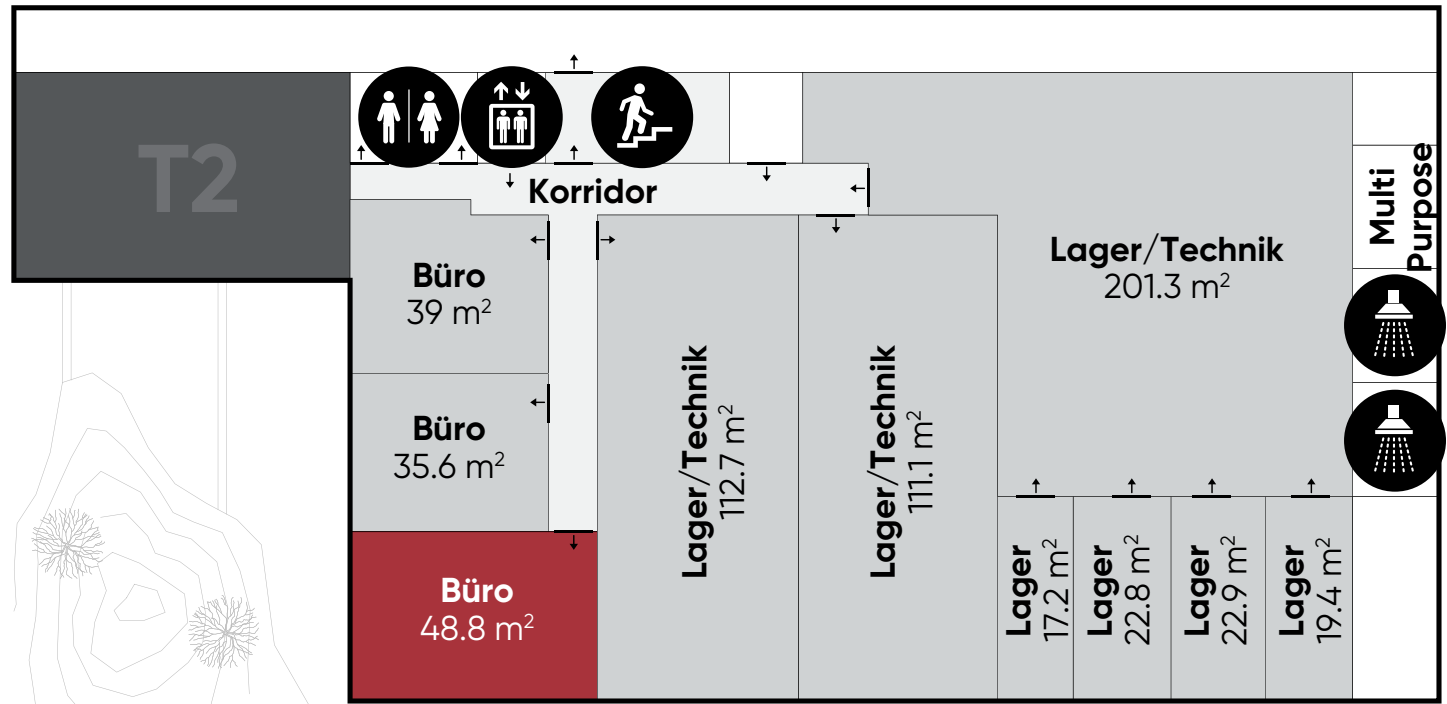 T2
Korridor
Büro
39 m²
Büro
35.6 m²
Büro
48.8 m²
Lager/Technik
112.7 m²
Lager/Technik
111.1 m²
Lager/Technik
201.3 m²
Multi
Purpose
Lager
17.2 m²
Lager
22.8 m²
Lager
22.9 m²
Lager
19.4 m²